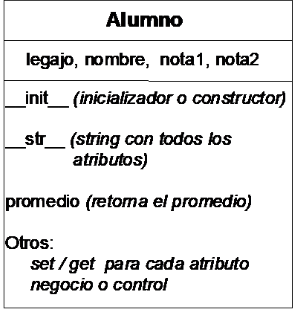 Alumno
legajo, nombre, nota1, nota2
__init__ (inicializador o constructor)
__str__ (string con todos los
atributos)
promedio (retorna el promedio)
Otros:
set / get para cada atributo
negocio o control